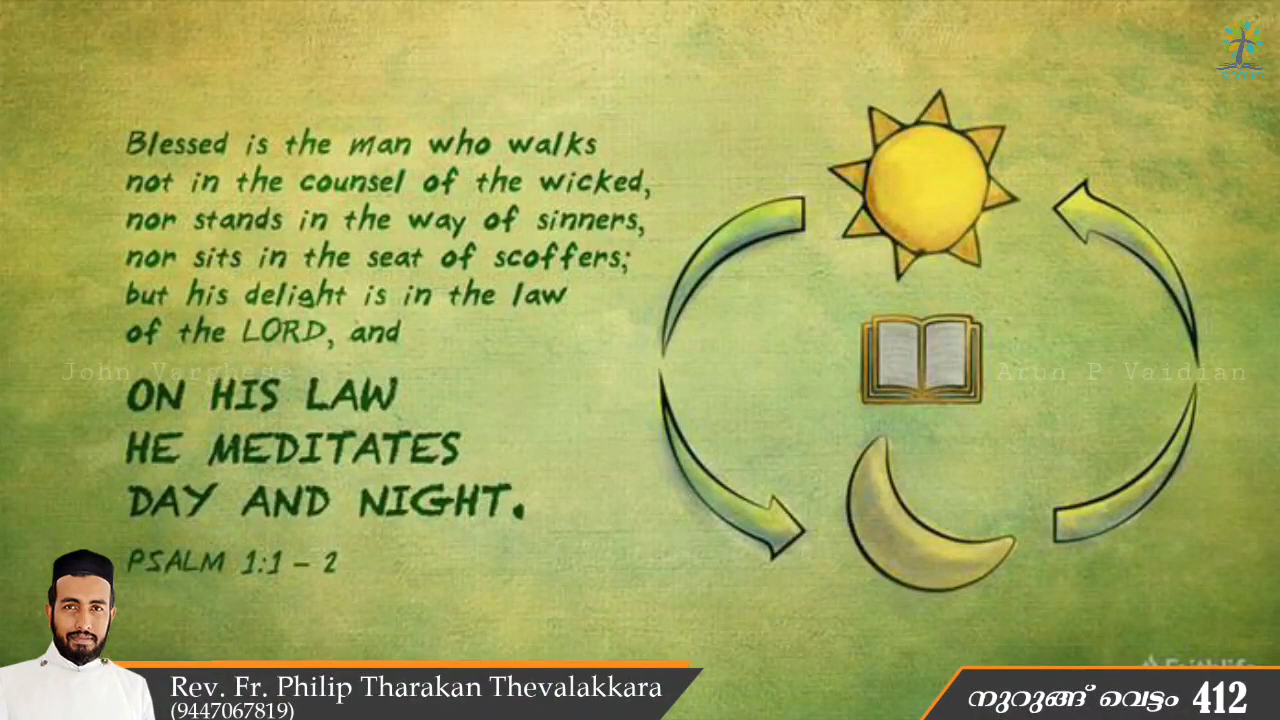 Blessed is the man who walks
not in the counsel of the wicked,
nor stands in the way of sinners,
nor sits in the seat of scoffers;
but his delight is in the law
of the LORD, and
John Varghese
Arun P Vaidian
ON HIS LAW
HE MEDITATES
DAY AND NIGHT.
PSALM 1:1 – 2
Rev. Fr. Philip Tharakan Thevalakkara
(9447067819)
നുറുങ്ങ് വെട്ടം 412